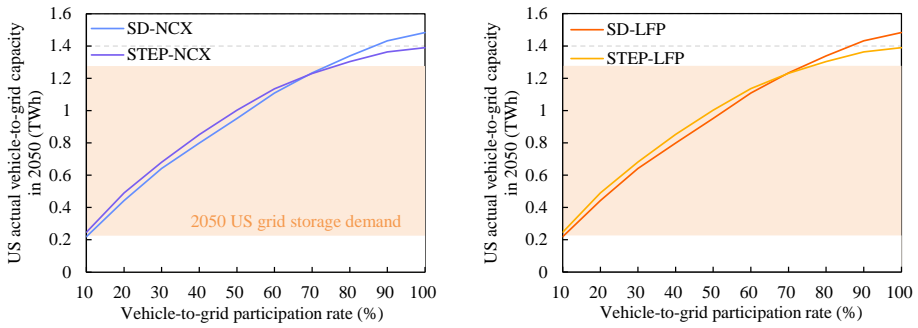 US actual vehicle-to-grid capacity
in 2050 (TWh)
1.6
1.4
1.2
1
0.8
0.6
0.4
0.2
0
SD-NCX
STEP-NCX
2050 US grid storage demand
10 20 30 40 50 60 70 80 90 100
Vehicle-to-grid participation rate (%)
US actual vehicle-to-grid capacity
in 2050 (TWh)
1.6
1.4
1.2
1
0.8
0.6
0.4
0.2
0
SD-LFP
STEP-LFP
10 20 30 40 50 60 70 80 90 100
Vehicle-to-grid participation rate (%)